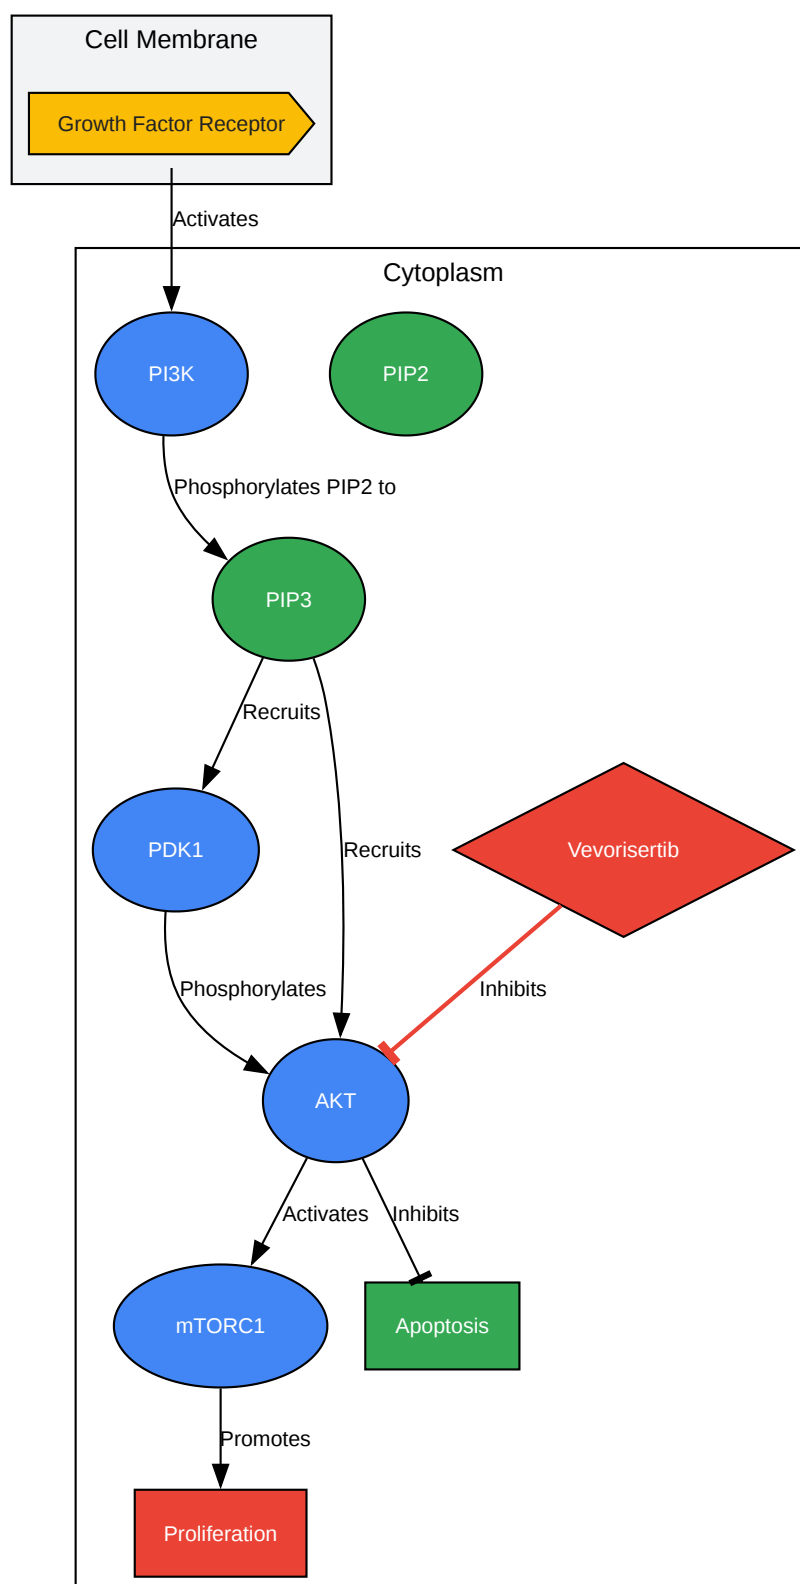 Cell Membrane
Growth Factor Receptor
Activates
Cytoplasm
PI3K
PIP2
Phosphorylates PIP2 to
PIP3
Recruits
PDK1
Recruits
Vevorisertib
Phosphorylates
Inhibits
AKT
Activates
Inhibits
mTORC1
Apoptosis
Promotes
Proliferation